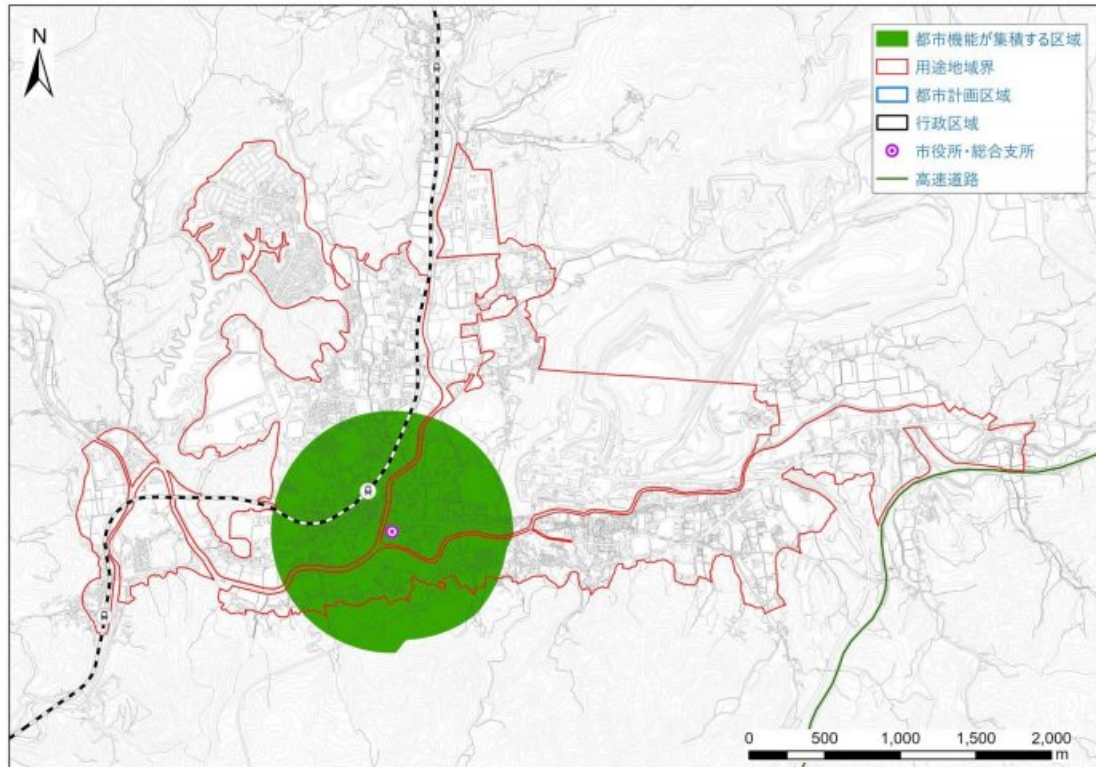 N
都市機能が集積する区域
用途地域界
都市計画区域
行政区域
市役所・総合支所
高速道路
0 500 1,000 1,500 2,000
m